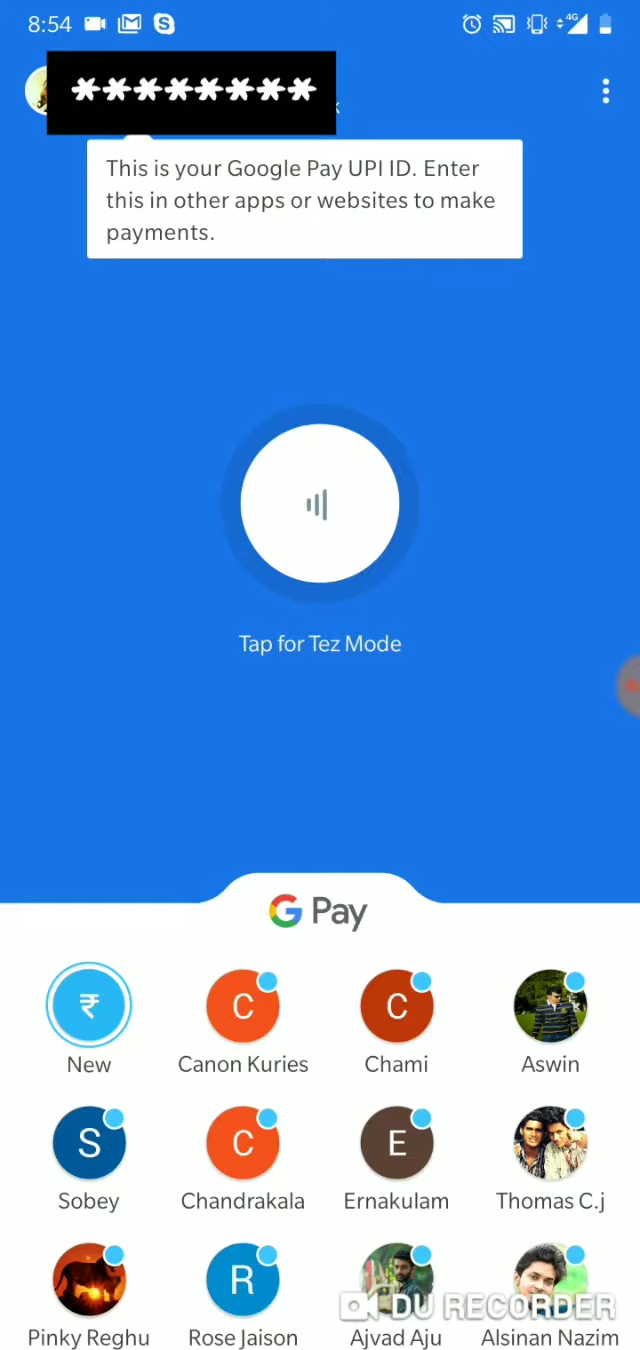 8:54
4G
********
This is your Google Pay UPI ID. Enter
this in other apps or websites to make
payments.
Tap for Tez Mode
G Pay
₹ C C
New Canon Kuries Chami Aswin
S C E
Sobey Chandrakala Ernakulam Thomas C.j
R
DU RECORDER
Pinky Reghu Rose Jaison Ajvad Aju Alsinan Nazim